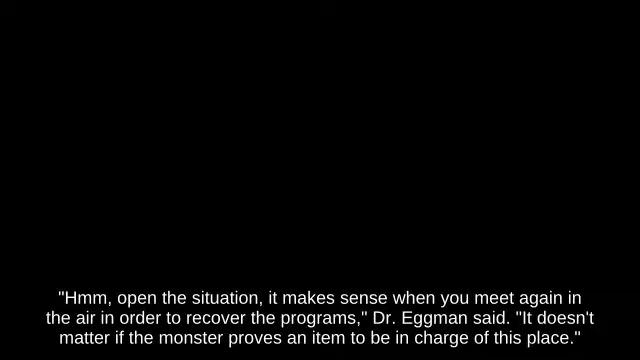 "Hmm, open the situation, it makes sense when you meet again in
the air in order to recover the programs," Dr. Eggman said. "It doesn't
matter if the monster proves an item to be in charge of this place."